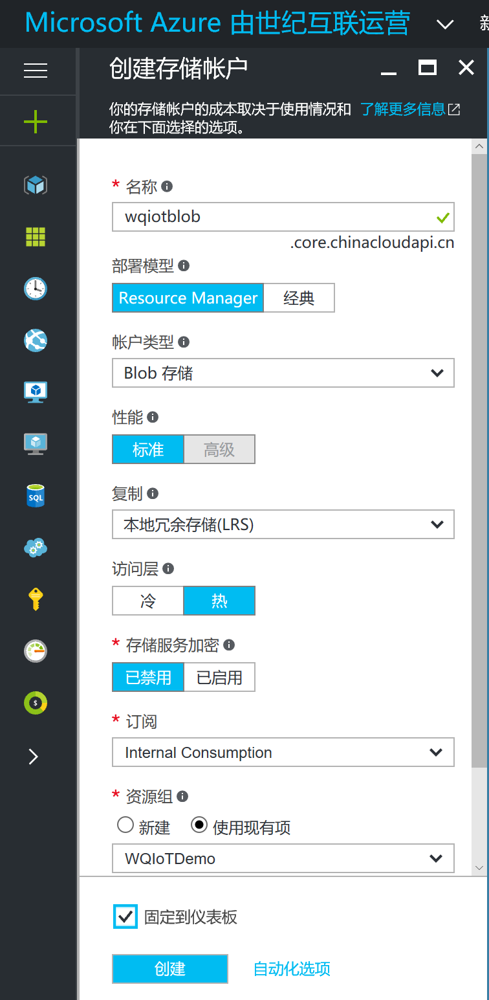 Microsoft Azure 由世纪互联运营
新
创建存储帐户
你的存储帐户的成本取决于使用情况和 了解更多信息
你在下面选择的选项。
* 名称
wqiotblob
.core.chinacloudapi.cn
部署模型
Resource Manager 经典
帐户类型
Blob 存储
性能
标准 高级
复制
本地冗余存储(LRS)
访问层
冷 热
* 存储服务加密
已禁用 已启用
SQL
* 订阅
Internal Consumption
* 资源组
新建 使用现有项
WQIoTDemo
固定到仪表板
创建 自动化选项